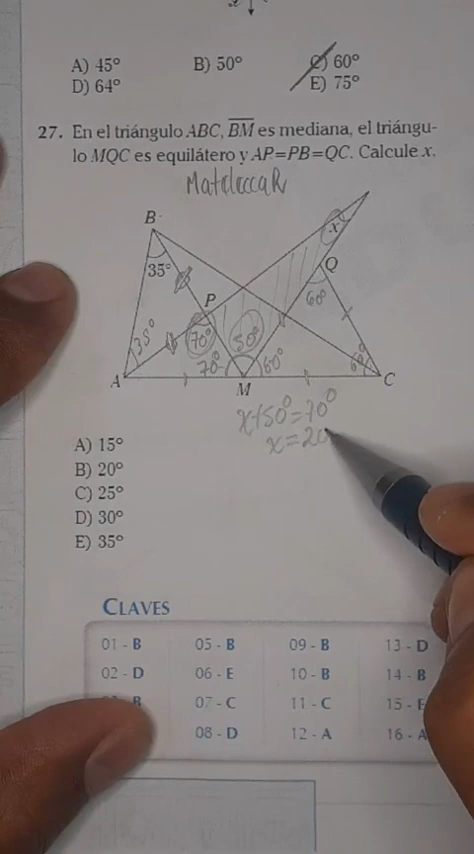 A) 45° B) 50° C) 60°
D) 64° E) 75°
27. En el triángulo ABC, BM es mediana, el triángu-
lo MQC es equilátero y AP=PB=QC. Calcule x.
MateloccaR
B
35°
x
Q
60°
P
35°
70°
50°
70°
60°
60°
A
M
C
x+50°=70°
x=20
A) 15°
B) 20°
C) 25°
D) 30°
E) 35°
CLAVES
01 - B 05 - B 09 - B 13 - D
02 - D 06 - E 10 - B 14 - B
B 07 - C 11 - C 15 - E
08 - D 12 - A 16 - A